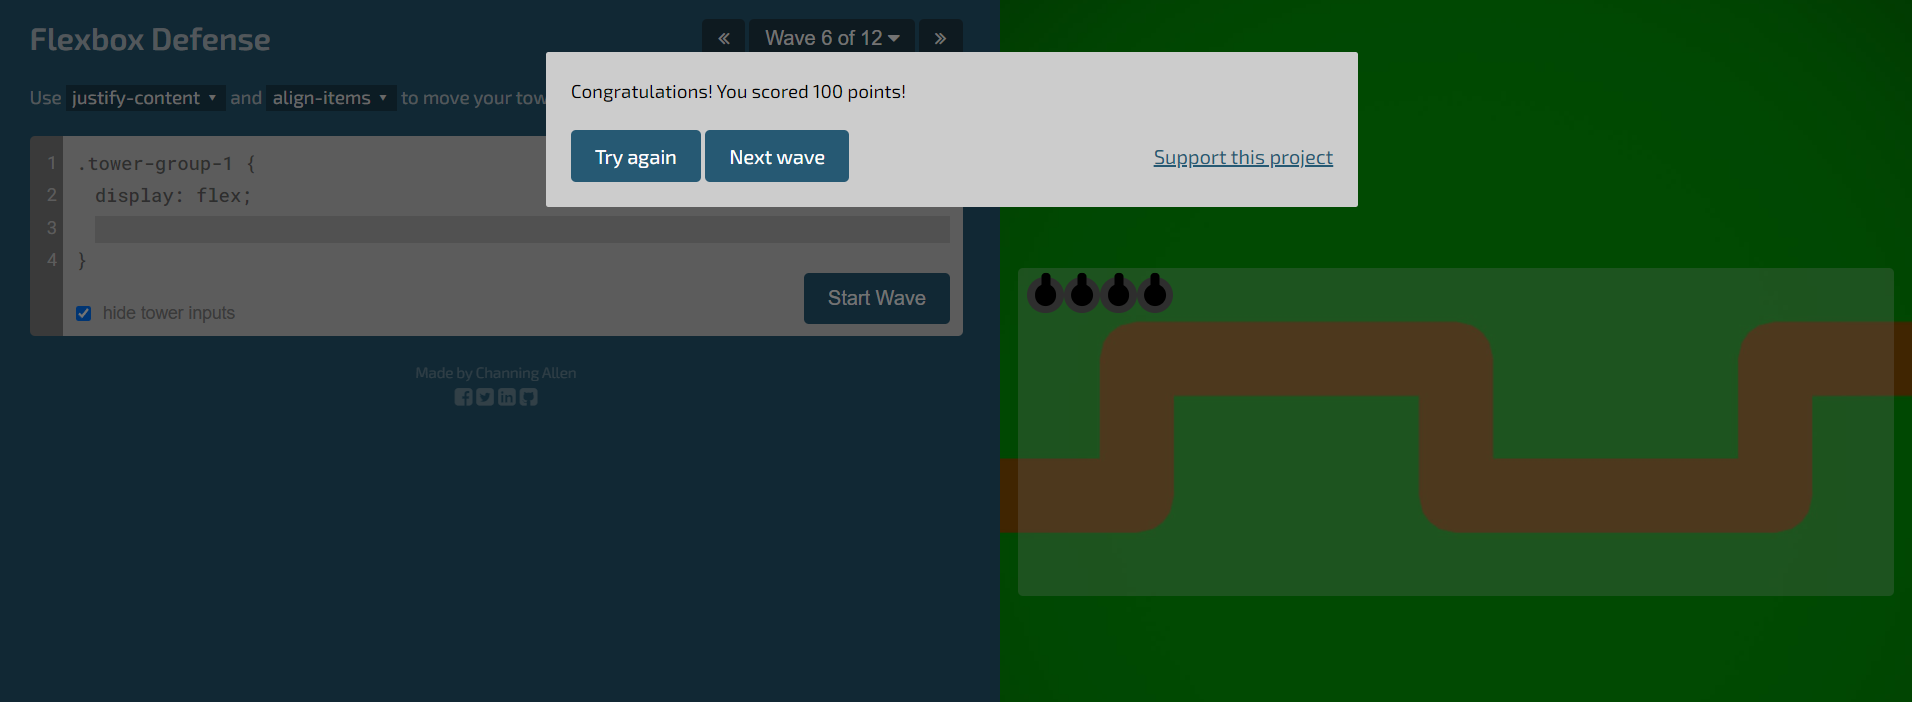 Flexbox Defense
« Wave 6 of 12 »
Use justify-content and align-items to move your tow
Congratulations! You scored 100 points!
Try again Next wave Support this project
1 .tower-group-1 {
2 display: flex;
3
4 }
hide tower inputs
Start Wave
Made by Channing Allen